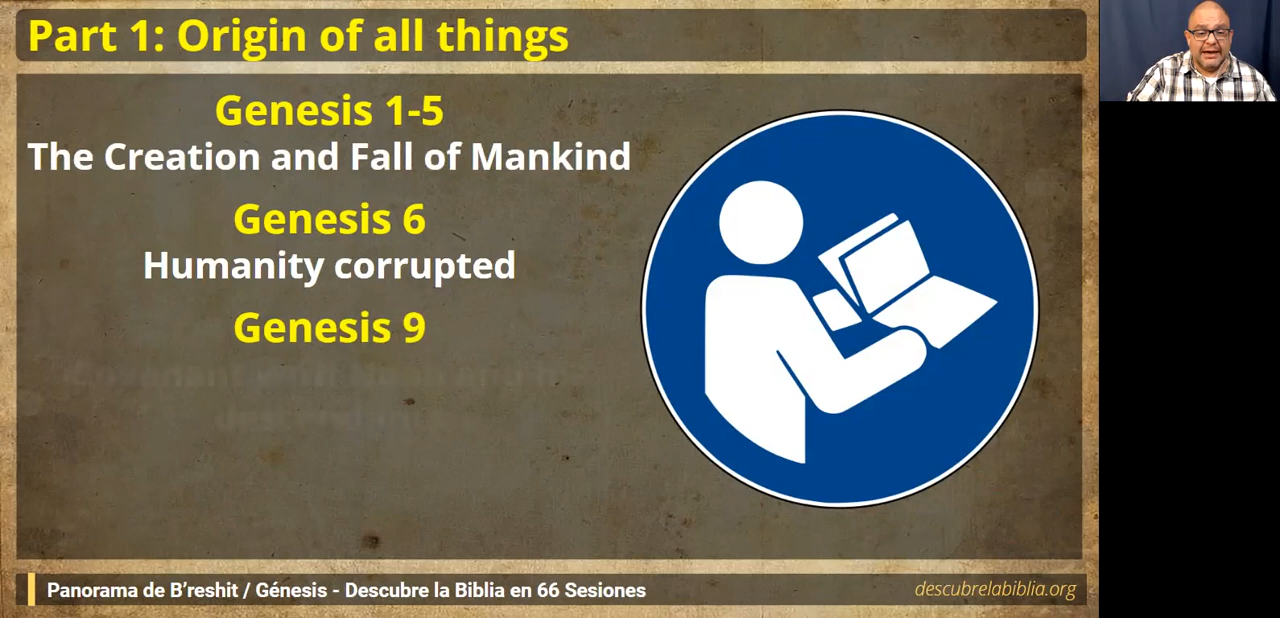 Part 1: Origin of all things
Genesis 1-5
The Creation and Fall of Mankind
Genesis 6
Humanity corrupted
Genesis 9
Panorama de B’reshit / Génesis - Descubre la Biblia en 66 Sesiones
descubrelabiblia.org